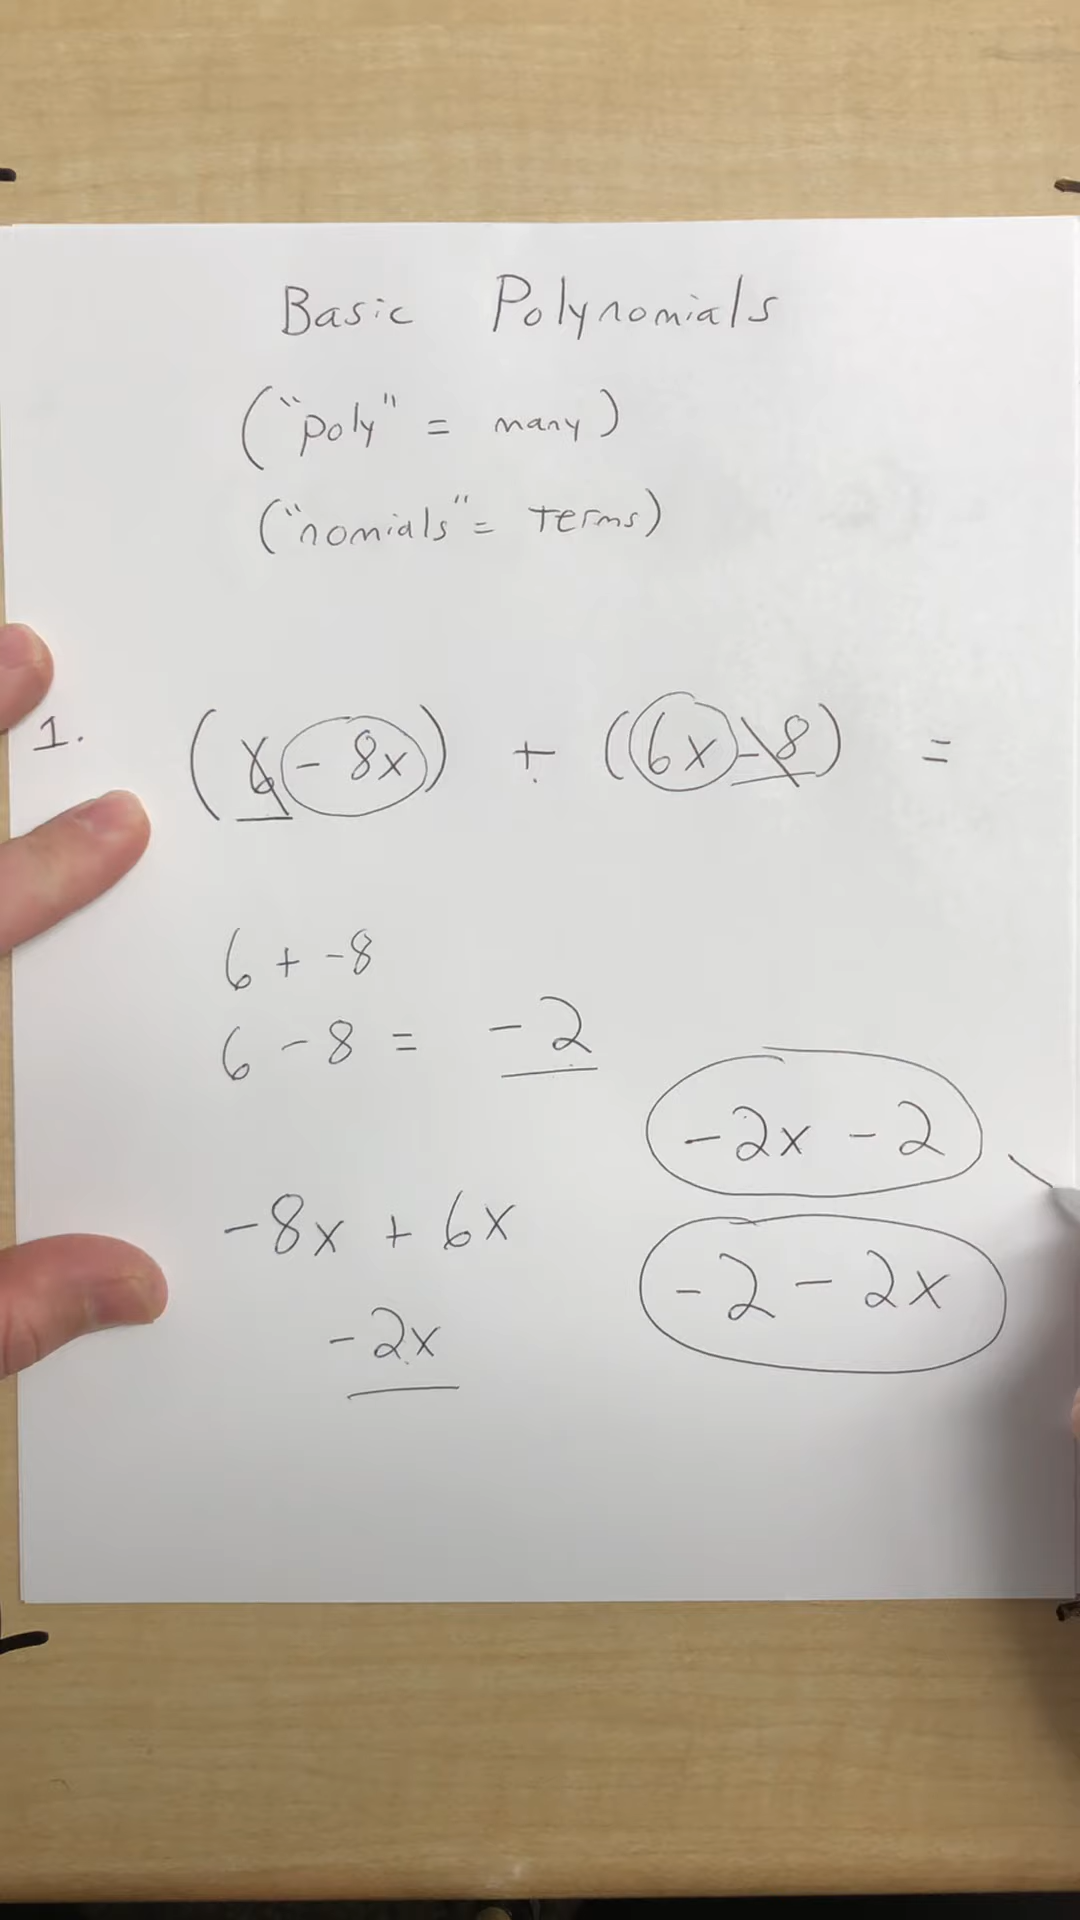 Basic Polynomials
("poly" = many)
("nomials" = terms)
1. (6 - 8x) + (6x - 8) =
6 + -8
6 - 8 = -2
-2x - 2
-8x + 6x
-2 - 2x
-2x